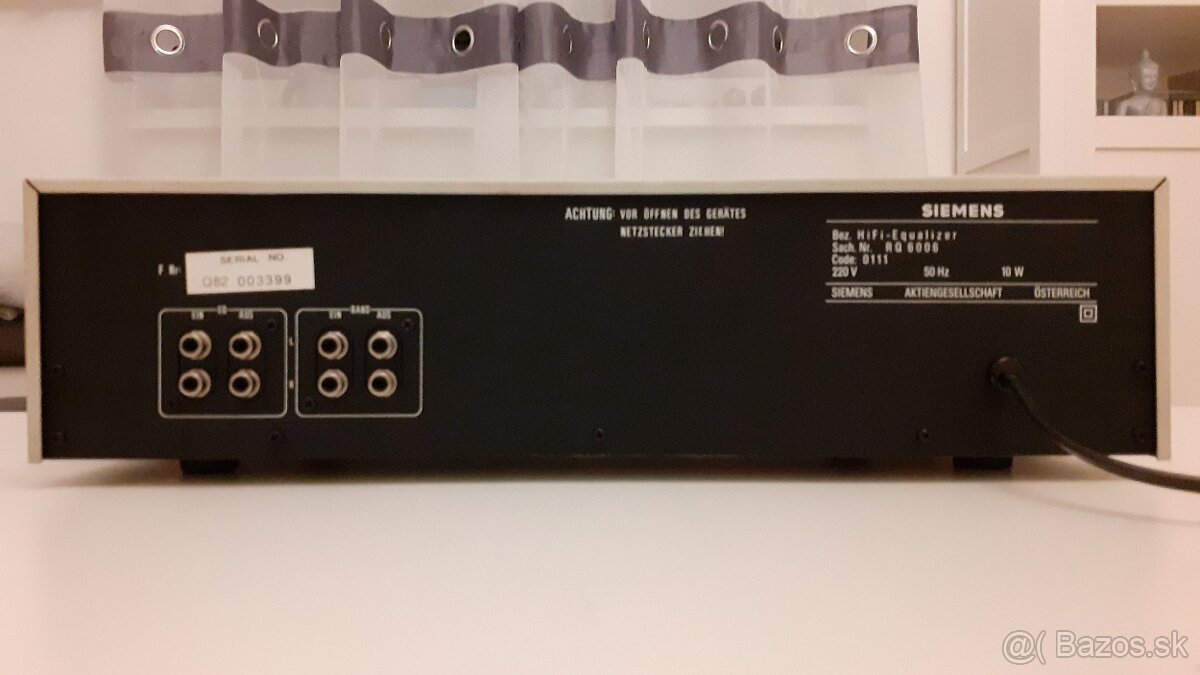 ACHTUNG: VOR ÖFFNEN DES GERÄTES
NETZSTECKER ZIEHEN!
SIEMENS
Bez. HiFi-Equalizer
Sach. Nr. RQ 6006
Code: 0111
220 V 50 Hz 10 W
SIEMENS AKTIENGESELLSCHAFT ÖSTERREICH
F Nr:
SERIAL NO
Q82 003399
EQ BAND
EIN AUS EIN AUS
L
R
@( Bazos.sk